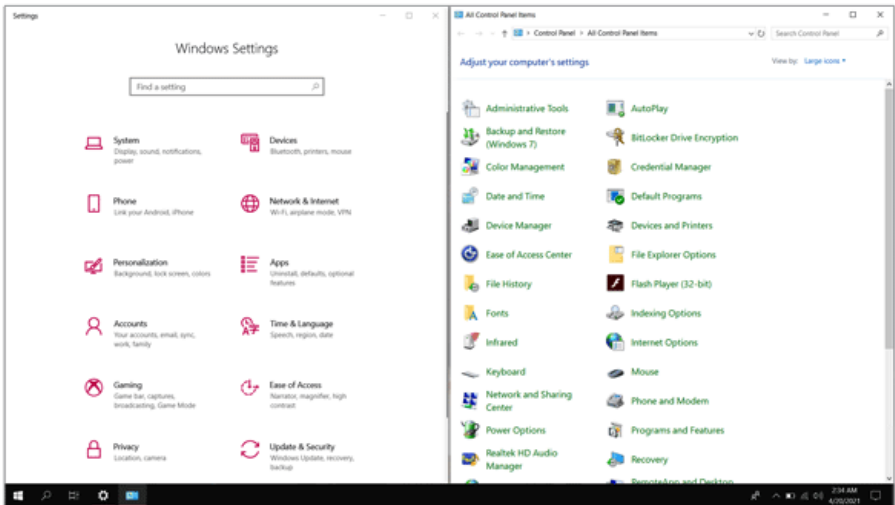 Settings
Windows Settings
Find a setting
System
Display, sound, notifications,
power
Devices
Bluetooth, printers, mouse
Phone
Link your Android, iPhone
Network & Internet
Wi-Fi, airplane mode, VPN
Personalization
Background, lock screen, colors
Apps
Uninstall, defaults, optional
features
Accounts
Your accounts, email, sync,
work, family
Time & Language
Speech, region, date
Gaming
Game bar, captures,
broadcasting, Game Mode
Ease of Access
Narrator, magnifier, high
contrast
Privacy
Location, camera
Update & Security
Windows Update, recovery,
backup
All Control Panel Items
Control Panel > All Control Panel Items
Search Control Panel
Adjust your computer's settings
View by: Large icons
Administrative Tools
AutoPlay
Backup and Restore
(Windows 7)
BitLocker Drive Encryption
Color Management
Credential Manager
Date and Time
Default Programs
Device Manager
Devices and Printers
Ease of Access Center
File Explorer Options
File History
Flash Player (32-bit)
Fonts
Indexing Options
Infrared
Internet Options
Keyboard
Mouse
Network and Sharing
Center
Phone and Modem
Power Options
Programs and Features
Realtek HD Audio
Manager
Recovery
RemoteApp and Desktop
2:34 AM
4/20/2021